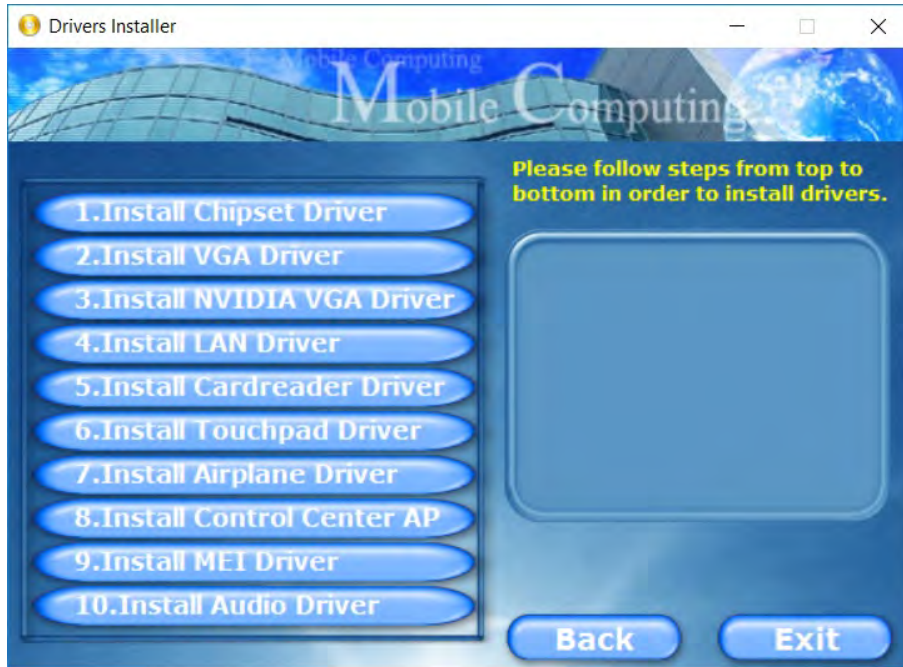 Drivers Installer
Mobile Computing
Mobile Computing
Please follow steps from top to
bottom in order to install drivers.
1.Install Chipset Driver
2.Install VGA Driver
3.Install NVIDIA VGA Driver
4.Install LAN Driver
5.Install Cardreader Driver
6.Install Touchpad Driver
7.Install Airplane Driver
8.Install Control Center AP
9.Install MEI Driver
10.Install Audio Driver
Back
Exit